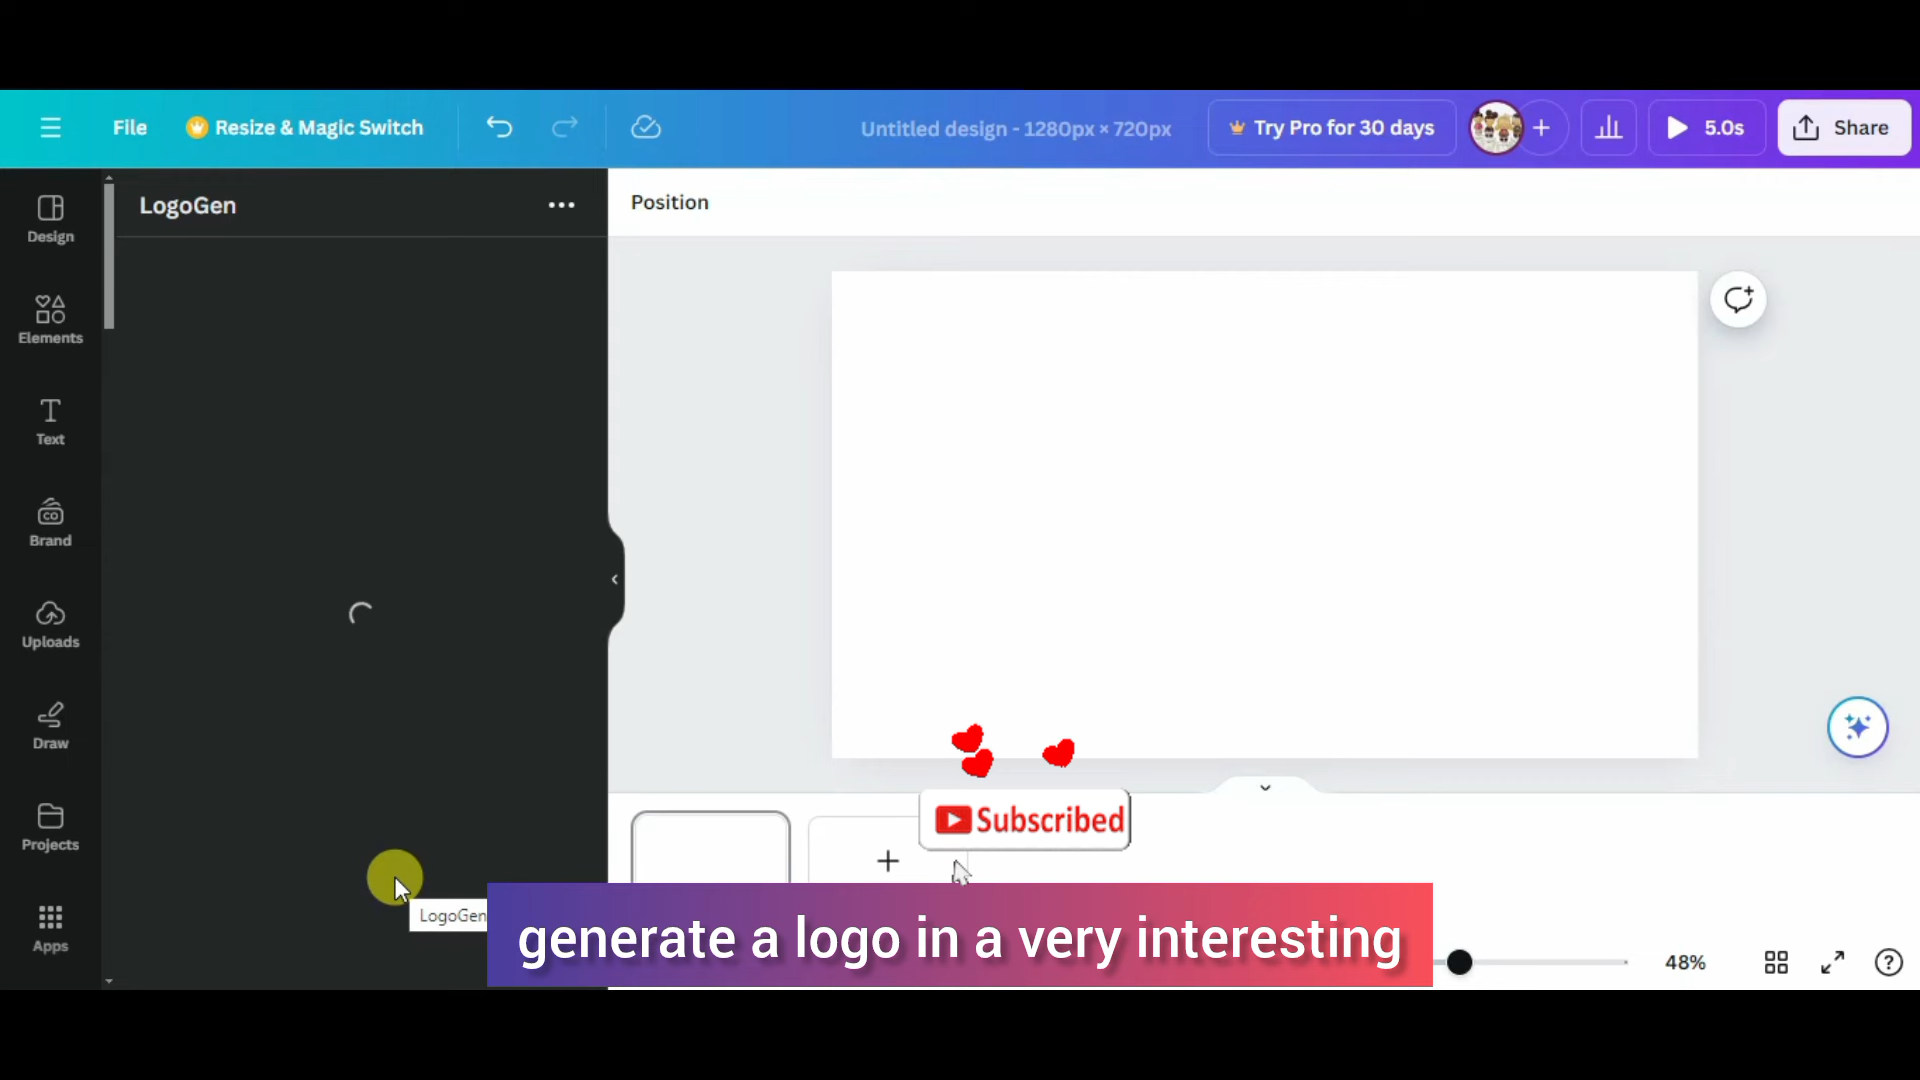 File
Resize & Magic Switch
Untitled design - 1280px × 720px
Try Pro for 30 days
5.0s
Share
Design
LogoGen
Position
Elements
Text
Brand
Uploads
Draw
Projects
Subscribed
Apps
LogoGen
generate a logo in a very interesting
48%